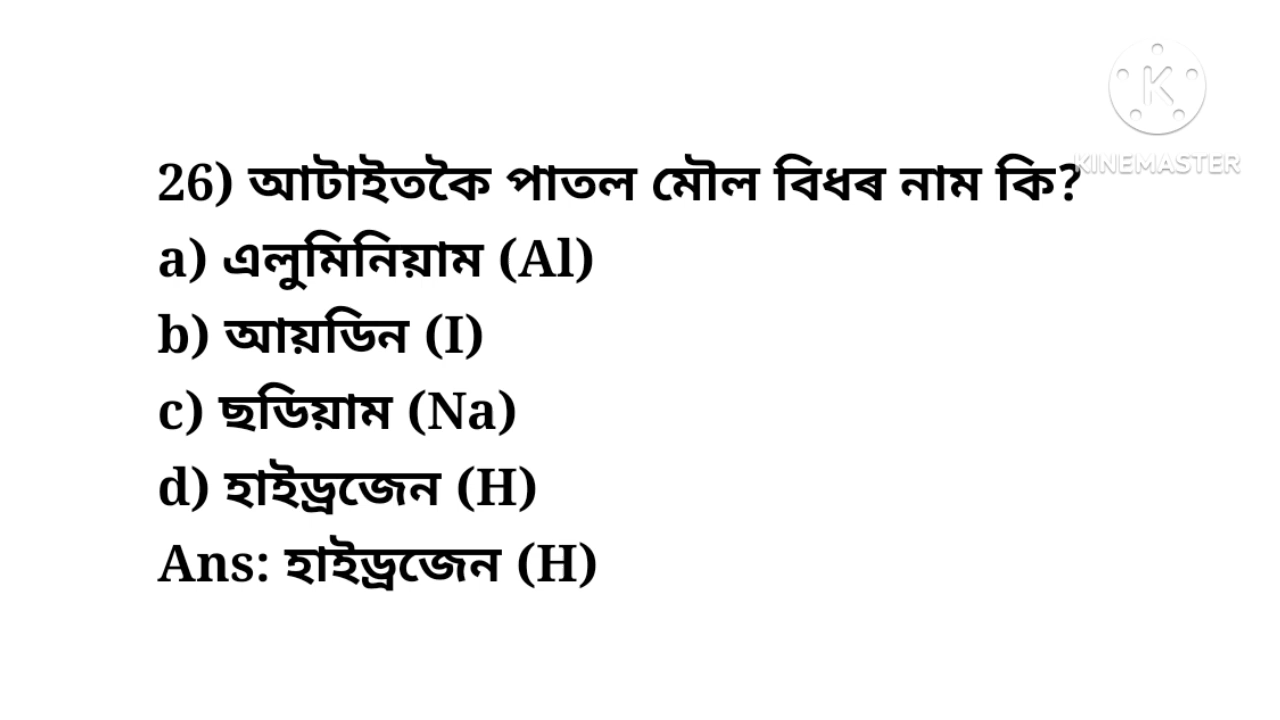 26) আটাইতকৈ পাতল মৌল বিধৰ নাম কি?
a) এলুমিনিয়াম (Al)
b) আয়ডিন (I)
c) ছডিয়াম (Na)
d) হাইড্ৰজেন (H)
Ans: হাইড্ৰজেন (H)
KINEMASTER